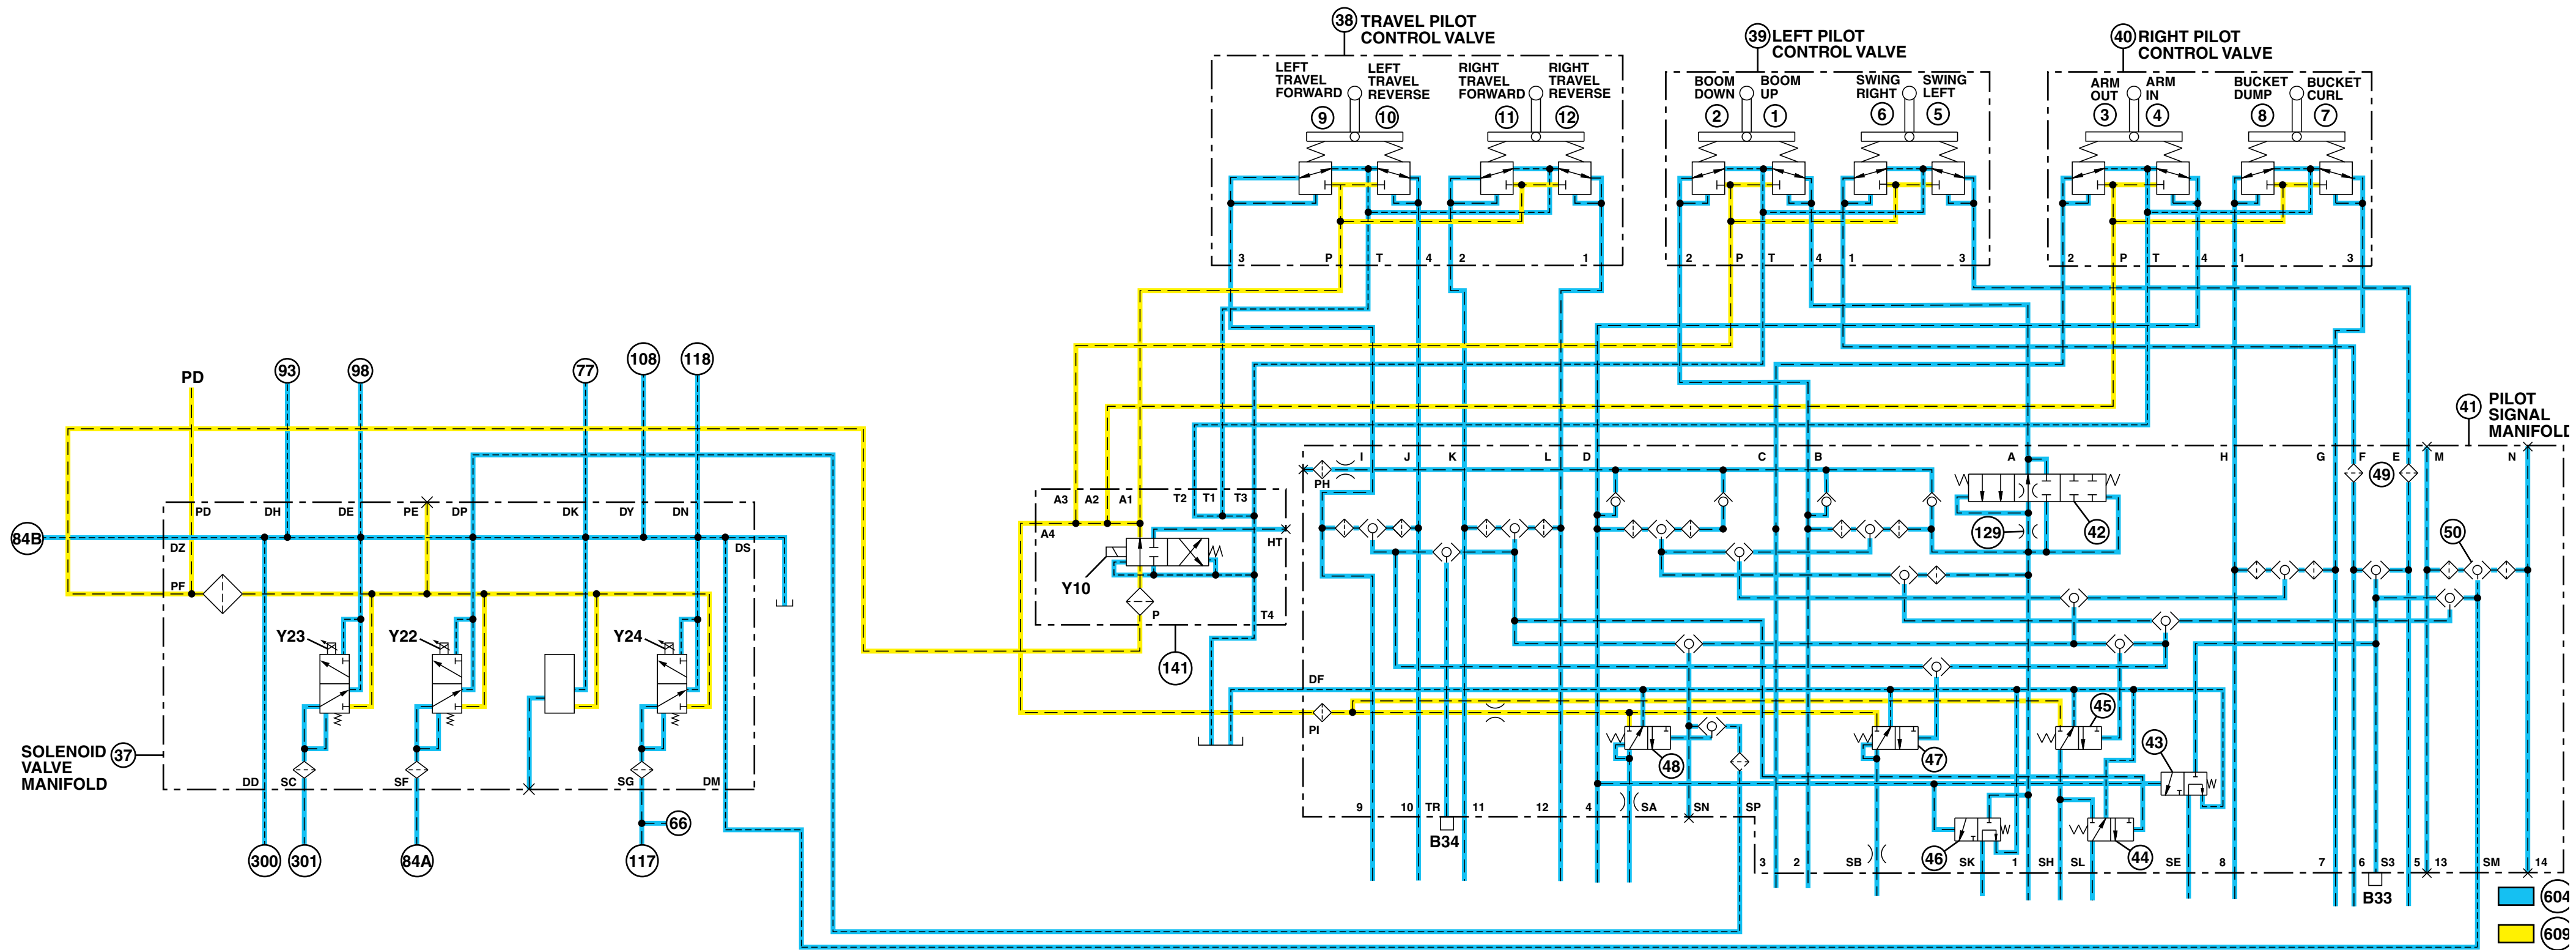 38 TRAVEL PILOT
CONTROL VALVE
39 LEFT PILOT
CONTROL VALVE
40 RIGHT PILOT
CONTROL VALVE
LEFT
TRAVEL
FORWARD
LEFT
TRAVEL
REVERSE
RIGHT
TRAVEL
FORWARD
RIGHT
TRAVEL
REVERSE
BOOM
DOWN
BOOM
UP
SWING
RIGHT
SWING
LEFT
ARM
OUT
ARM
IN
BUCKET
DUMP
BUCKET
CURL
9 10 11 12 2 1 6 5 3 4 8 7
3 P T 4 2 1 2 P T 4 1 3 2 P T 4 1 3
PD 93 98 77 108 118
41 PILOT
SIGNAL
MANIFOLD
I J K L D C B A H G F E M N
49
PH
A3 A2 A1 T2 T1 T3
A4 HT
129 42 50
PD DH DE PE DP DK DY DN
84B DZ DS
PF
Y10
P T4
141
Y23 Y22 Y24
DF
PI
45
43
48 47
SOLENOID
VALVE
MANIFOLD
37
DD SC SF SG DM
9 10 TR 11 12 4 SA SN SP
66
B34
300 301 84A 117
46 44
3 2 SB SK 1 SH SL SE 8 7 6 S3 5 13 SM 14
B33
604
609